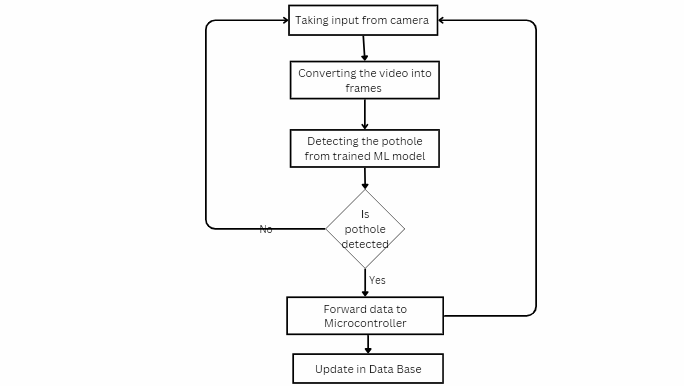 Taking input from camera
Converting the video into
frames
Detecting the pothole
from trained ML model
Is
pothole
detected
No
Yes
Forward data to
Microcontroller
Update in Data Base